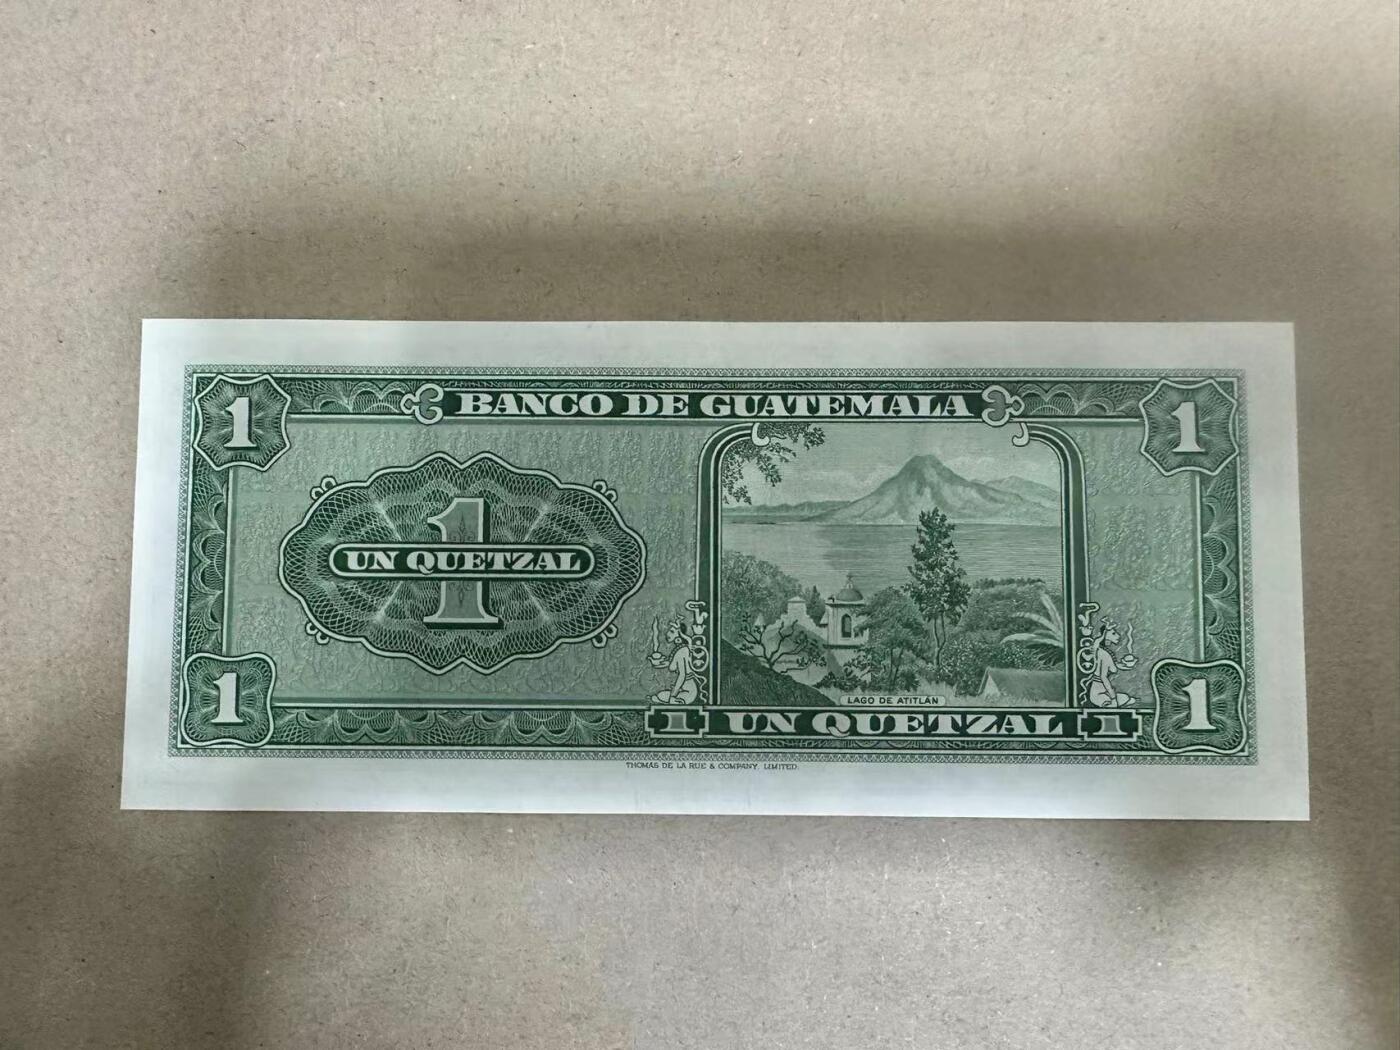 1
BANCO DE GUATEMALA
1
1
UN QUETZAL
LAGO DE ATITLÁN
1
1 UN QUETZAL 1
1
THOMAS DE LA RUE & COMPANY, LIMITED.